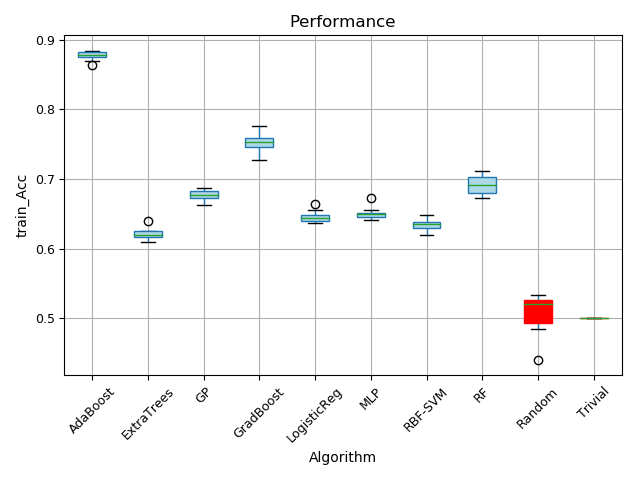 Performance
train_Acc
0.9
0.8
0.7
0.6
0.5
AdaBoost
ExtraTrees
GP
GradBoost
LogisticReg
MLP
RBF-SVM
RF
Random
Trivial
Algorithm